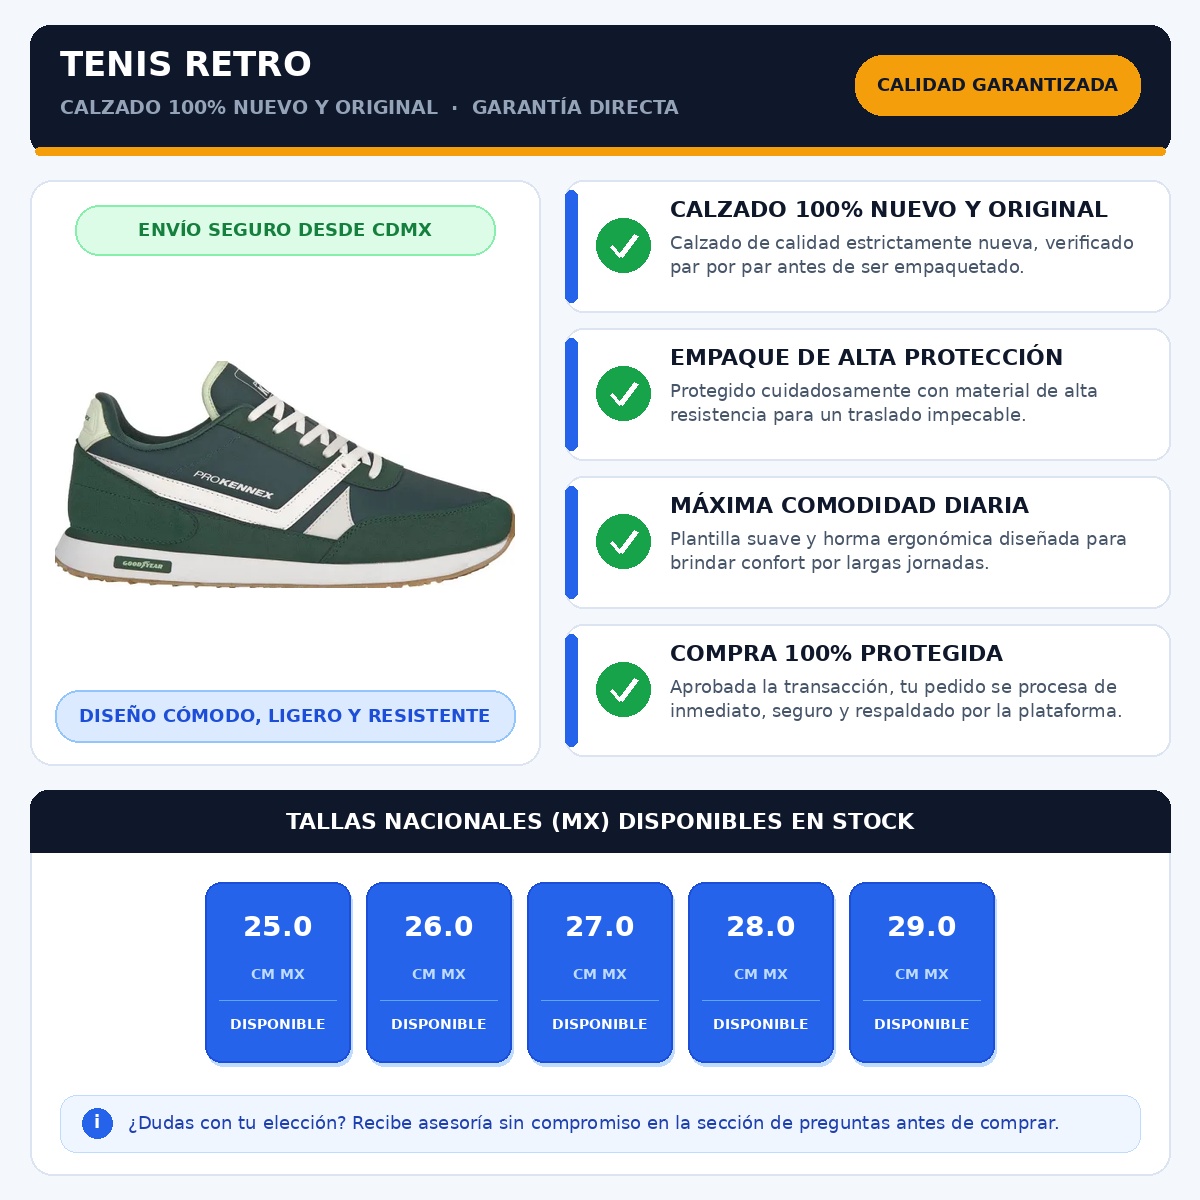 TENIS RETRO
CALZADO 100% NUEVO Y ORIGINAL · GARANTÍA DIRECTA
CALIDAD GARANTIZADA
ENVÍO SEGURO DESDE CDMX
PROKENNEX
GOODYEAR
DISEÑO CÓMODO, LIGERO Y RESISTENTE
CALZADO 100% NUEVO Y ORIGINAL
Calzado de calidad estrictamente nueva, verificado
par por par antes de ser empaquetado.
EMPAQUE DE ALTA PROTECCIÓN
Protegido cuidadosamente con material de alta
resistencia para un traslado impecable.
MÁXIMA COMODIDAD DIARIA
Plantilla suave y horma ergonómica diseñada para
brindar confort por largas jornadas.
COMPRA 100% PROTEGIDA
Aprobada la transacción, tu pedido se procesa de
inmediato, seguro y respaldado por la plataforma.
TALLAS NACIONALES (MX) DISPONIBLES EN STOCK
25.0
CM MX
DISPONIBLE
26.0
CM MX
DISPONIBLE
27.0
CM MX
DISPONIBLE
28.0
CM MX
DISPONIBLE
29.0
CM MX
DISPONIBLE
i ¿Dudas con tu elección? Recibe asesoría sin compromiso en la sección de preguntas antes de comprar.